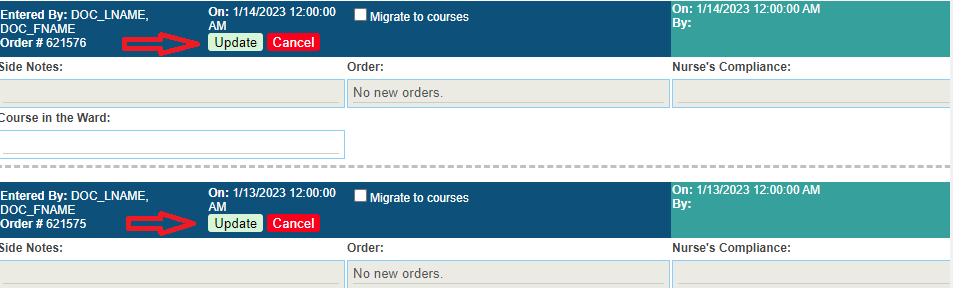 Entered By: DOC_LNAME,
DOC_FNAME
Order # 621576
On: 1/14/2023 12:00:00
AM
Update Cancel
Migrate to courses
On: 1/14/2023 12:00:00 AM
By:
Side Notes: Order: Nurse's Compliance:
No new orders.
Course in the Ward:
Entered By: DOC_LNAME,
DOC_FNAME
Order # 621575
On: 1/13/2023 12:00:00
AM
Update Cancel
Migrate to courses
On: 1/13/2023 12:00:00 AM
By:
Side Notes: Order: Nurse's Compliance:
No new orders.